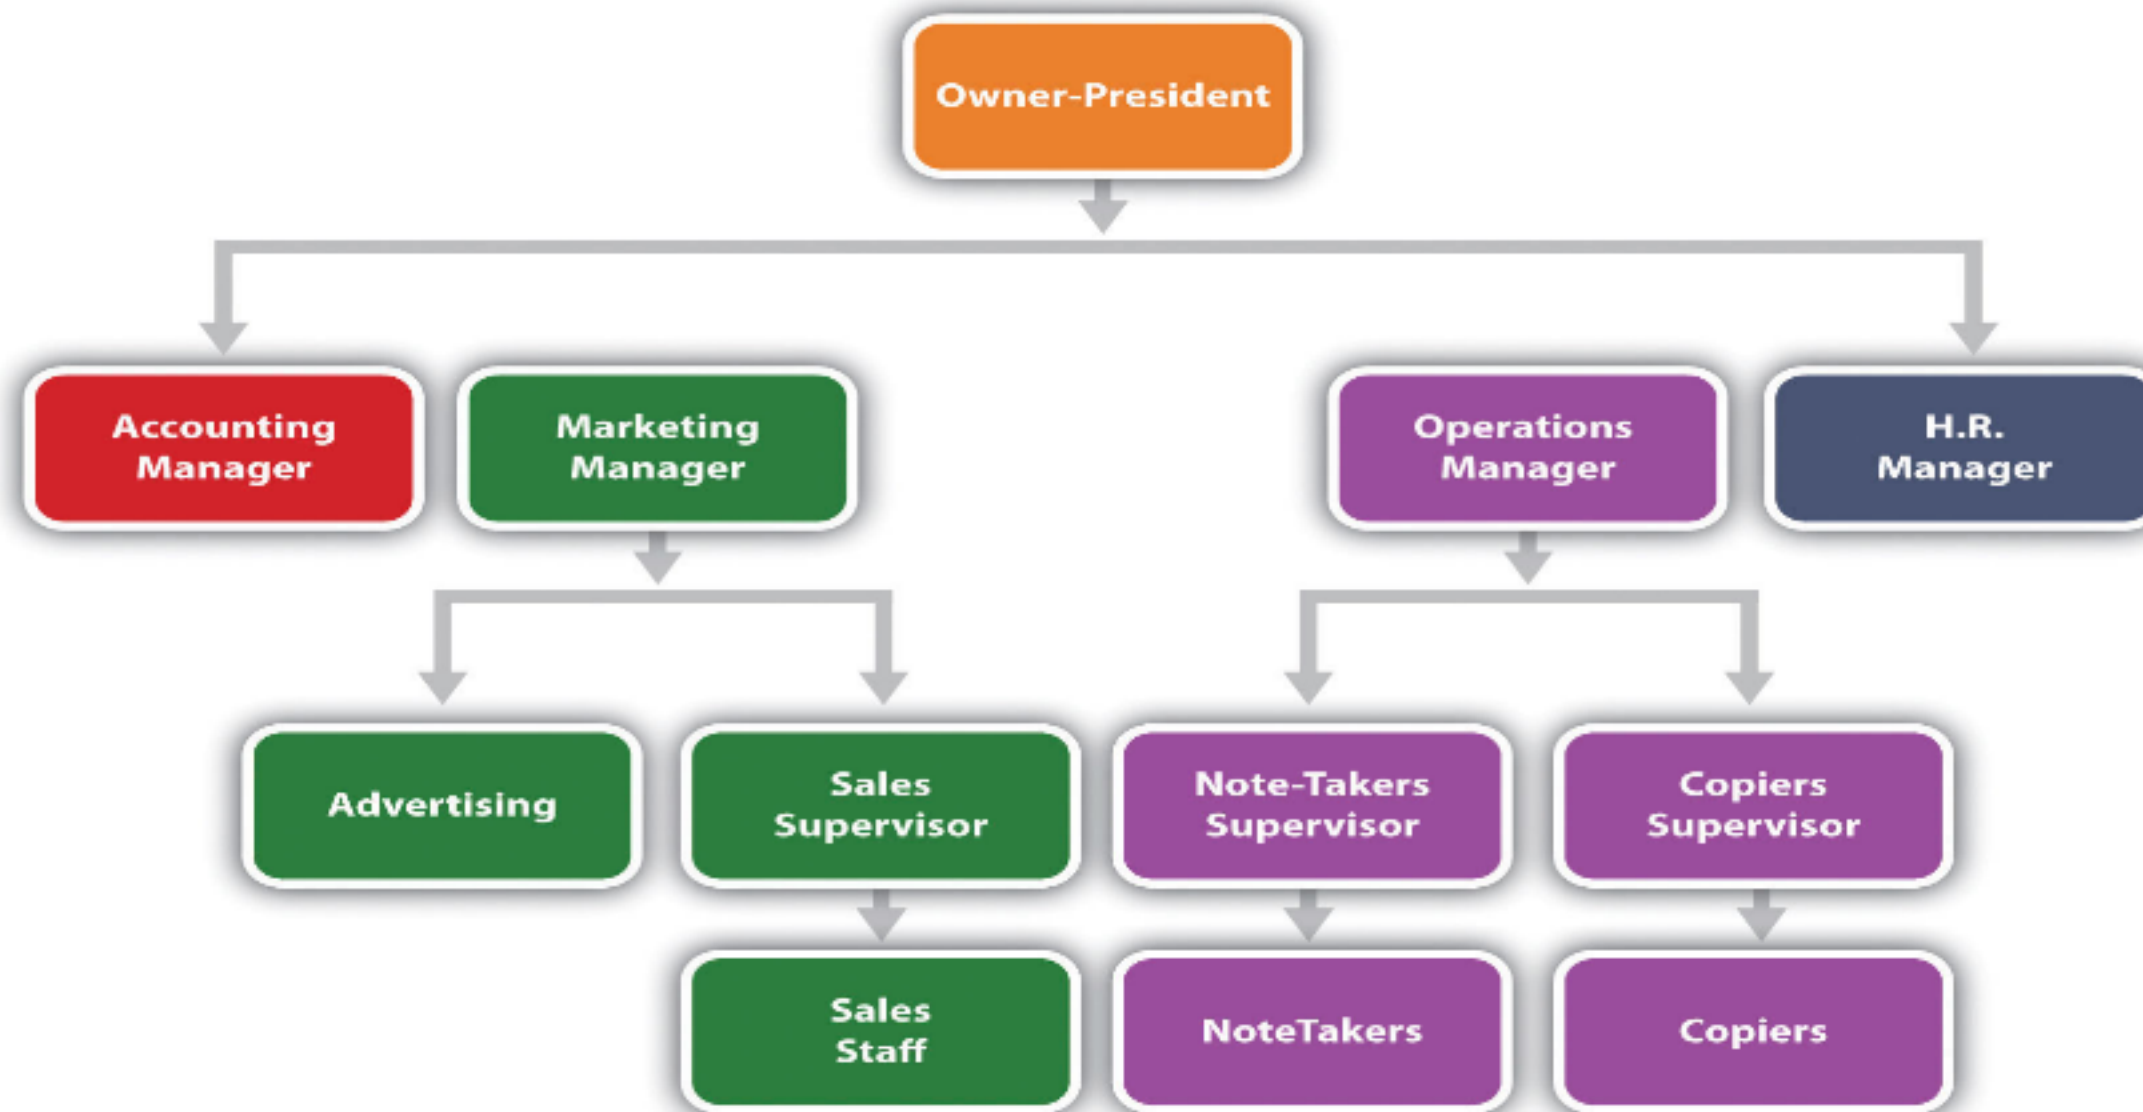 Owner-President
Accounting
Manager
Marketing
Manager
Operations
Manager
H.R.
Manager
Advertising
Sales
Supervisor
Note-Takers
Supervisor
Copiers
Supervisor
Sales
Staff
NoteTakers
Copiers